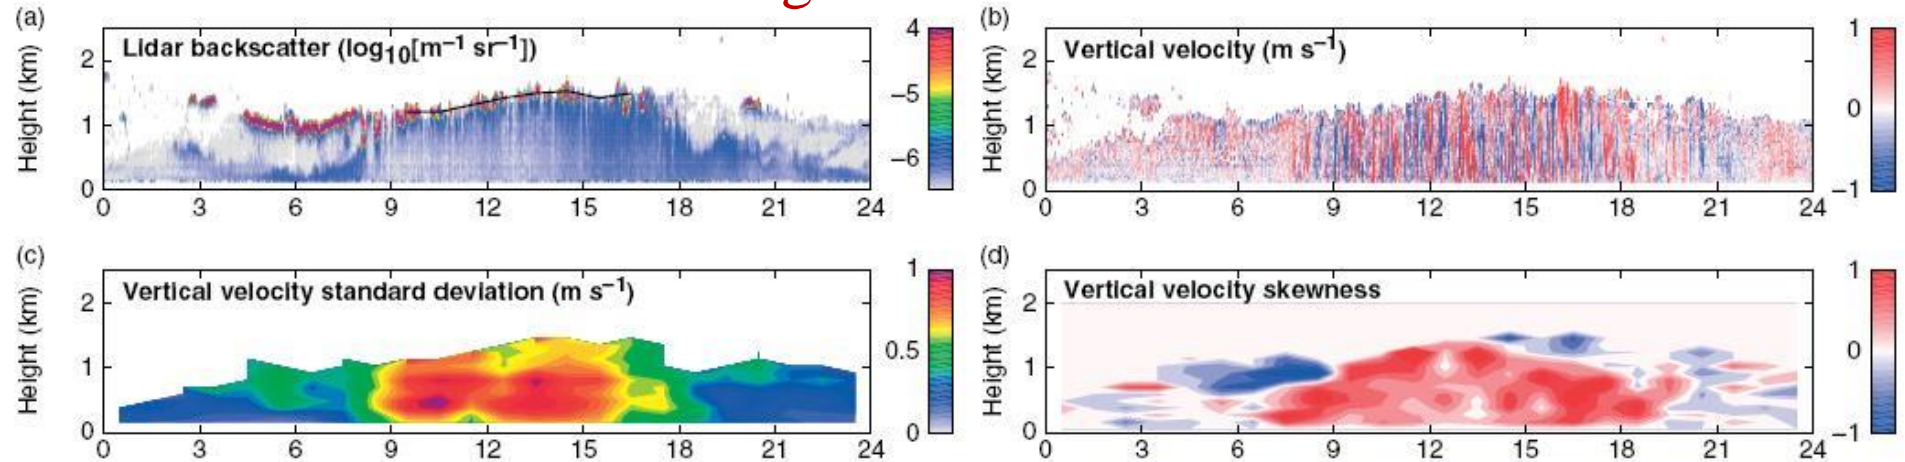 (a)
Lidar backscatter (log10[m−1 sr−1])
Height (km)
2
1
0
0 3 6 9 12 15 18 21 24
4
−5
−6
(b)
Vertical velocity (m s−1)
Height (km)
2
1
0
0 3 6 9 12 15 18 21 24
1
0
−1
(c)
Vertical velocity standard deviation (m s−1)
Height (km)
2
1
0
0 3 6 9 12 15 18 21 24
1
0.5
0
(d)
Vertical velocity skewness
Height (km)
2
1
0
0 3 6 9 12 15 18 21 24
1
0
−1